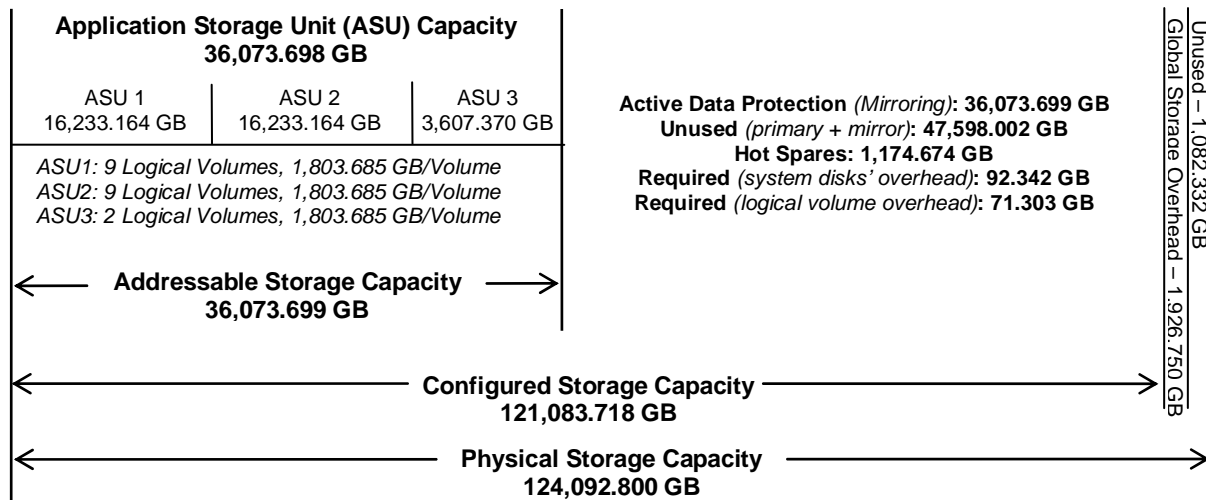 Application Storage Unit (ASU) Capacity
36,073.698 GB
ASU 1
16,233.164 GB
ASU 2
16,233.164 GB
ASU 3
3,607.370 GB
ASU1: 9 Logical Volumes, 1,803.685 GB/Volume
ASU2: 9 Logical Volumes, 1,803.685 GB/Volume
ASU3: 2 Logical Volumes, 1,803.685 GB/Volume
Active Data Protection (Mirroring): 36,073.699 GB
Unused (primary + mirror): 47,598.002 GB
Hot Spares: 1,174.674 GB
Required (system disks' overhead): 92.342 GB
Required (logical volume overhead): 71.303 GB
Unused – 1,082.332 GB
Global Storage Overhead – 1.926.750 GB
Addressable Storage Capacity
36,073.699 GB
Configured Storage Capacity
121,083.718 GB
Physical Storage Capacity
124,092.800 GB